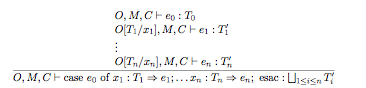 O, M, C ⊢ e₀ : T₀
O[T₁/x₁], M, C ⊢ e₁ : T₁′
⋮
O[Tₙ/xₙ], M, C ⊢ eₙ : Tₙ′
O, M, C ⊢ case e₀ of x₁ : T₁ ⇒ e₁; … xₙ : Tₙ ⇒ eₙ; esac : ⨆₁≤ᵢ≤ₙ Tᵢ′